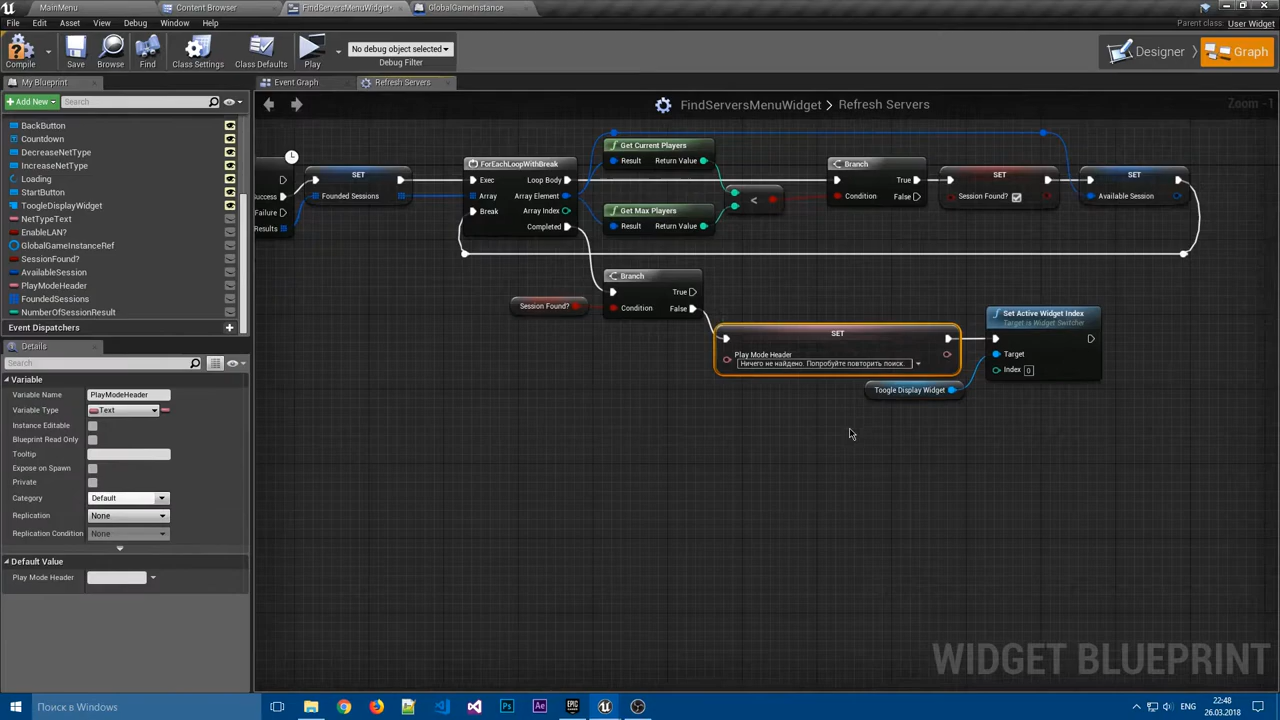 MainMenu
Content Browser
FindServersMenuWidget*
GlobalGameInstance
File Edit Asset View Debug Window Help
Parent class: User Widget
Compile
Save
Browse
Find
Class Settings
Class Defaults
Play
No debug object selected
Debug Filter
Designer
Graph
My Blueprint
Event Graph
Refresh Servers
+Add New
Search
FindServersMenuWidget > Refresh Servers
Zoom -1
BackButton
Countdown
DecreaseNetType
IncreaseNetType
Loading
StartButton
ToogleDisplayWidget
NetTypeText
EnableLAN?
GlobalGameInstanceRef
SessionFound?
AvailableSession
PlayModeHeader
FoundedSessions
NumberOfSessionResult
Event Dispatchers
Details
Search
Variable
Variable Name PlayModeHeader
Variable Type Text
Instance Editable
Blueprint Read Only
Tooltip
Expose on Spawn
Private
Category Default
Replication None
Replication Condition None
Default Value
Play Mode Header
Success
Failure
Results
SET
Founded Sessions
ForEachLoopWithBreak
Exec Loop Body
Array Array Element
Break Array Index
Completed
Get Current Players
Result Return Value
Get Max Players
Result Return Value
<
Branch
True
Condition False
SET
Session Found?
SET
Available Session
Branch
True
Condition False
Session Found?
SET
Play Mode Header
Ничего не найдено. Попробуйте повторить поиск.
Toogle Display Widget
Set Active Widget Index
Target is Widget Switcher
Target
Index 0
WIDGET BLUEPRINT
Поиск в Windows
Ps
Ae
EPIC
22:48
26.03.2018